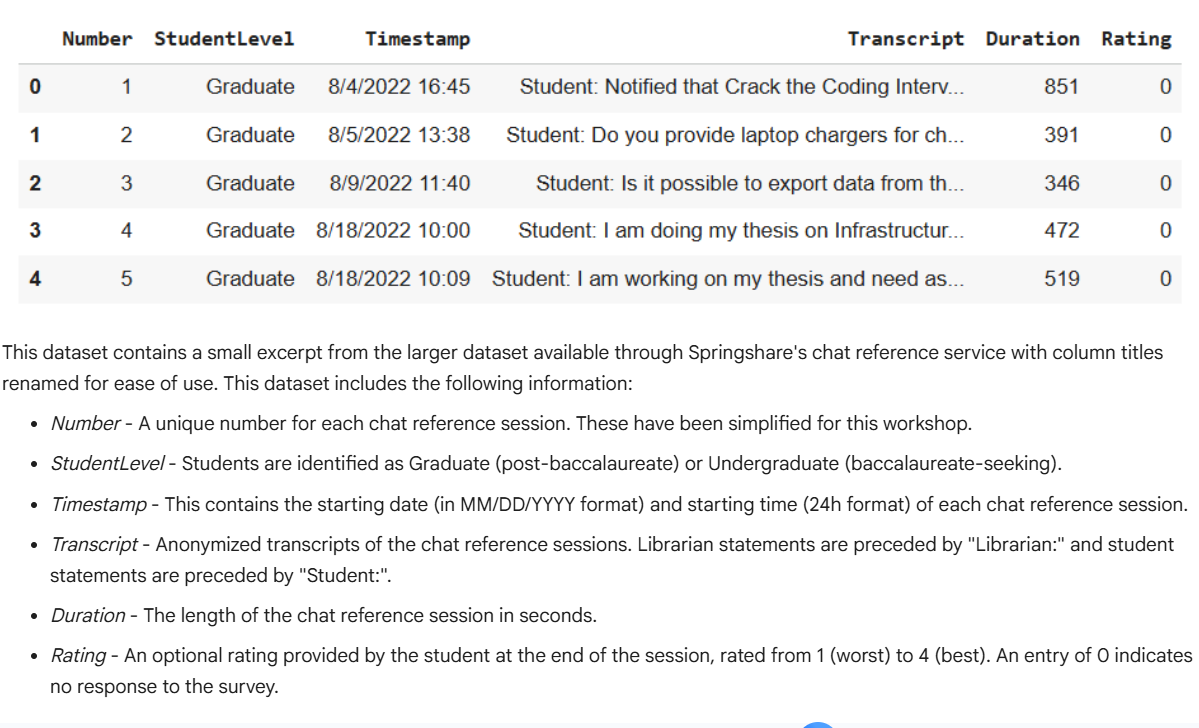 Number StudentLevel Timestamp Transcript Duration Rating
0 1 Graduate 8/4/2022 16:45 Student: Notified that Crack the Coding Interv... 851 0
1 2 Graduate 8/5/2022 13:38 Student: Do you provide laptop chargers for ch... 391 0
2 3 Graduate 8/9/2022 11:40 Student: Is it possible to export data from th... 346 0
3 4 Graduate 8/18/2022 10:00 Student: I am doing my thesis on Infrastructur... 472 0
4 5 Graduate 8/18/2022 10:09 Student: I am working on my thesis and need as... 519 0
This dataset contains a small excerpt from the larger dataset available through Springshare's chat reference service with column titles
renamed for ease of use. This dataset includes the following information:
• Number - A unique number for each chat reference session. These have been simplified for this workshop.
• StudentLevel - Students are identified as Graduate (post-baccalaureate) or Undergraduate (baccalaureate-seeking).
• Timestamp - This contains the starting date (in MM/DD/YYYY format) and starting time (24h format) of each chat reference session.
• Transcript - Anonymized transcripts of the chat reference sessions. Librarian statements are preceded by "Librarian:" and student
statements are preceded by "Student:".
• Duration - The length of the chat reference session in seconds.
• Rating - An optional rating provided by the student at the end of the session, rated from 1 (worst) to 4 (best). An entry of 0 indicates
no response to the survey.